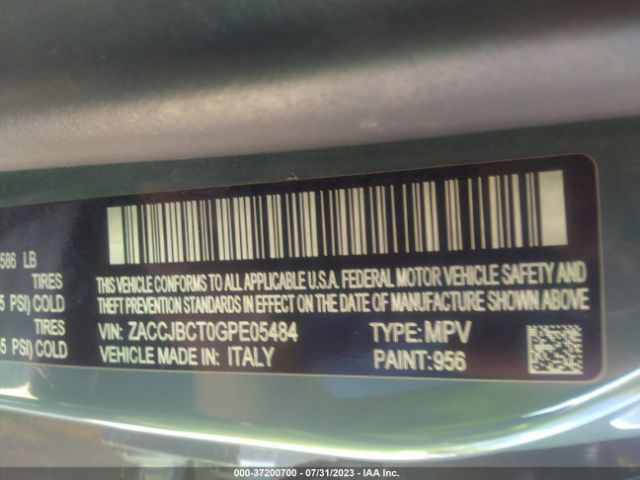 586 LB
TIRES
5 PSI) COLD
TIRES
5 PSI) COLD
THIS VEHICLE CONFORMS TO ALL APPLICABLE U.S.A. FEDERAL MOTOR VEHICLE SAFETY AND
THEFT PREVENTION STANDARDS IN EFFECT ON THE DATE OF MANUFACTURE SHOWN ABOVE
VIN: ZACCJBCT0GPE05484 TYPE:MPV
VEHICLE MADE IN: ITALY PAINT:956
000-37200700 - 07/31/2023 - IAA Inc.